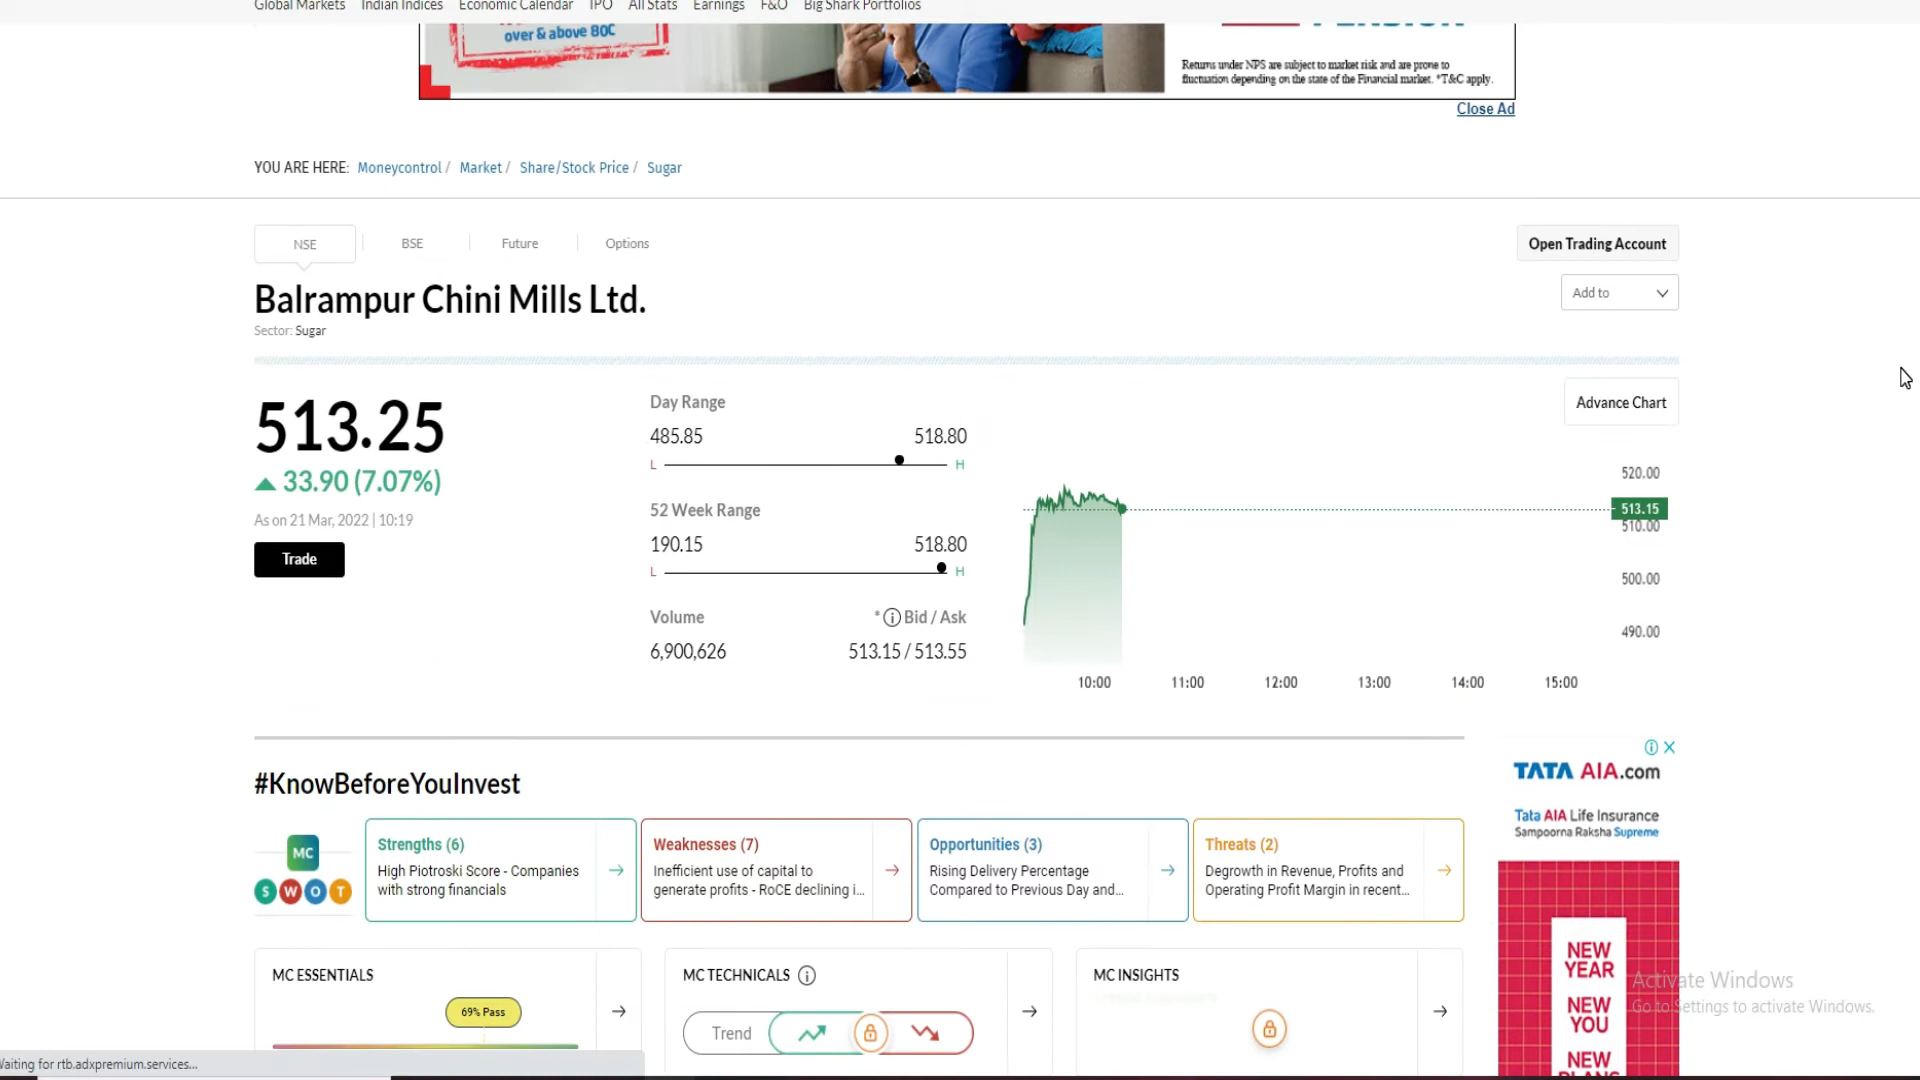 Global Markets Indian Indices Economic Calendar IPO All Stats Earnings F&O Big Shark Portfolios
over & above 80C
Returns under NPS are subject to market risk and are prone to
fluctuation depending on the state of the Financial market. *T&C apply.
Close Ad
YOU ARE HERE: Moneycontrol / Market / Share/Stock Price / Sugar
NSE BSE Future Options
Open Trading Account
Balrampur Chini Mills Ltd.
Add to
Sector: Sugar
513.25
33.90 (7.07%)
As on 21 Mar, 2022 | 10:19
Trade
Day Range
485.85 518.80
L H
52 Week Range
190.15 518.80
L H
Volume * Bid / Ask
6,900,626 513.15 / 513.55
Advance Chart
520.00
513.15
510.00
500.00
490.00
10:00 11:00 12:00 13:00 14:00 15:00
#KnowBeforeYouInvest
MC
S W O T
Strengths (6)
High Piotroski Score - Companies
with strong financials
Weaknesses (7)
Inefficient use of capital to
generate profits - RoCE declining i...
Opportunities (3)
Rising Delivery Percentage
Compared to Previous Day and...
Threats (2)
Degrowth in Revenue, Profits and
Operating Profit Margin in recent...
MC ESSENTIALS
69% Pass
MC TECHNICALS
Trend
MC INSIGHTS
TATA AIA.com
Tata AIA Life Insurance
Sampoorna Raksha Supreme
NEW
YEAR
NEW
YOU
NEW
PLANS
Activate Windows
Go to Settings to activate Windows.
Waiting for rtb.adxpremium.services...